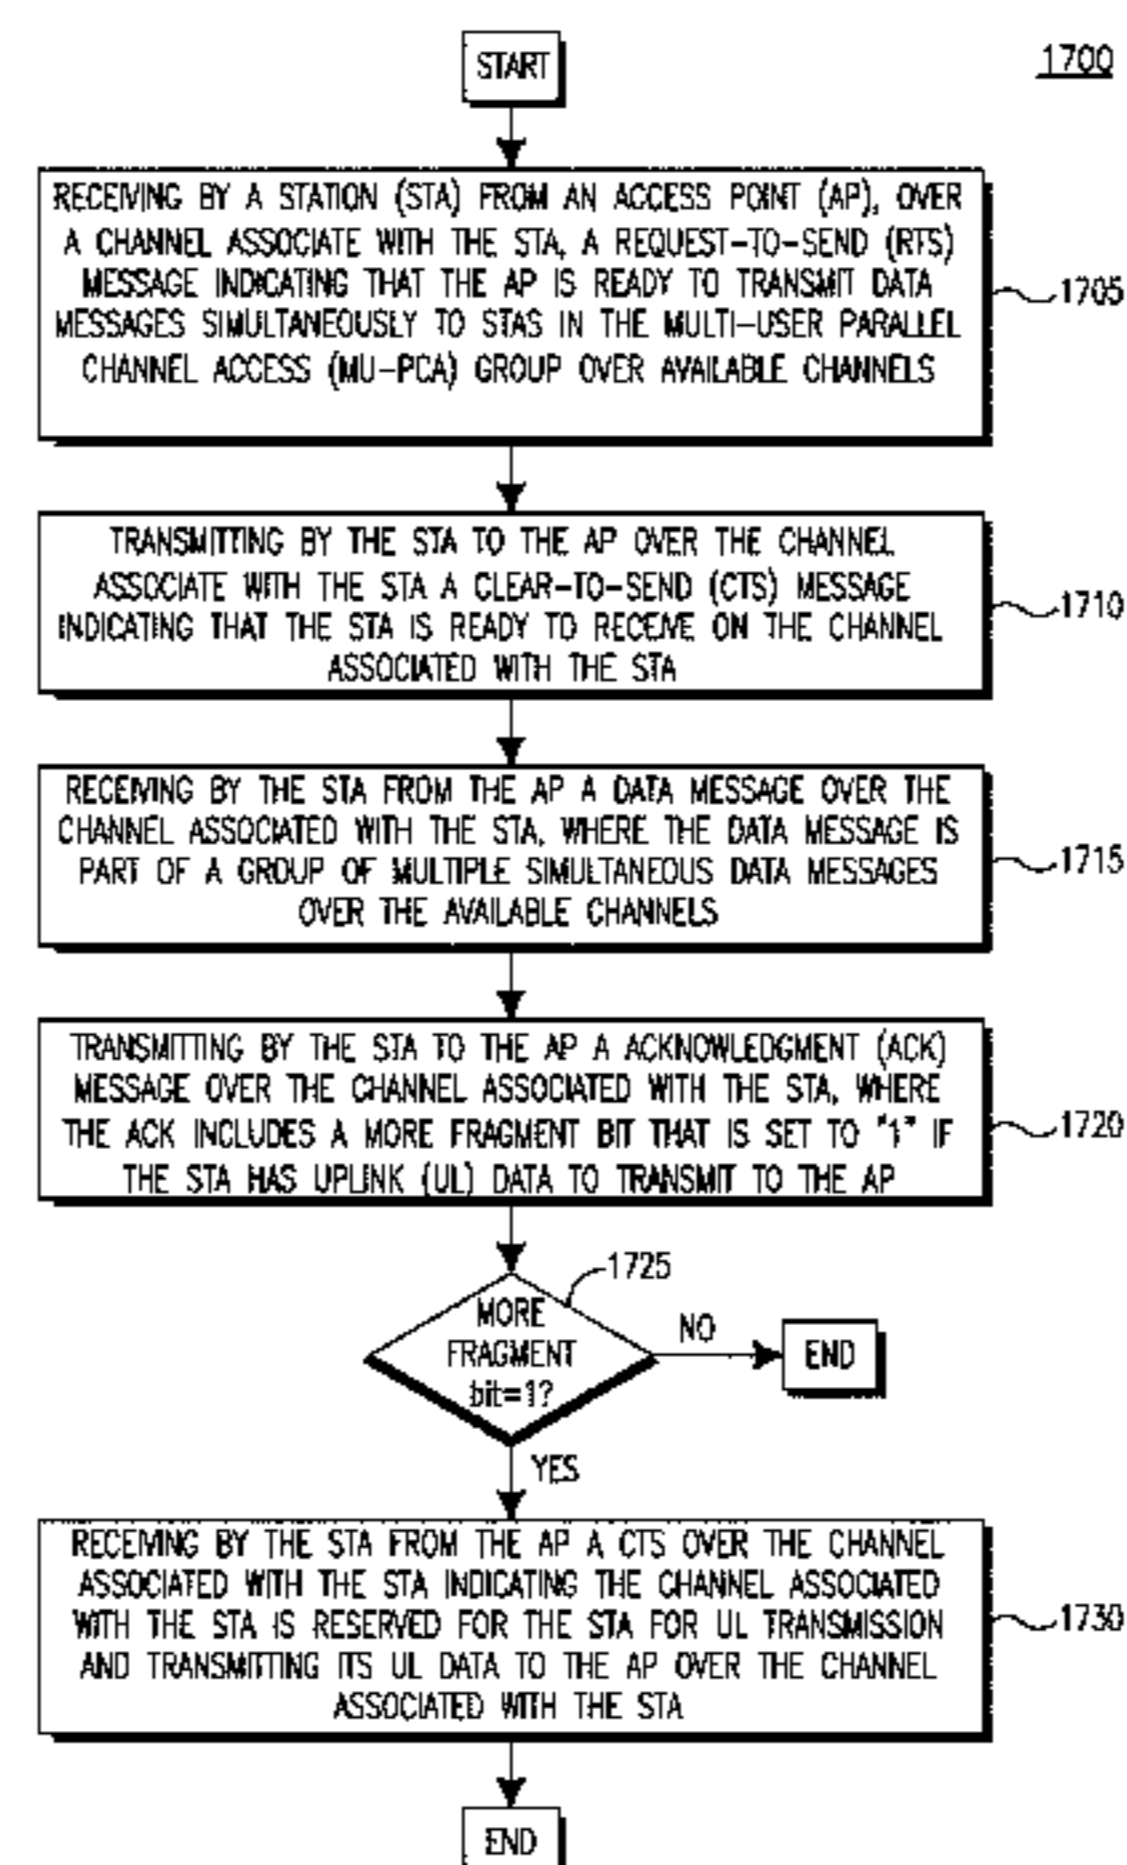 START
1700
RECEIVING BY A STATION (STA) FROM AN ACCESS POINT (AP), OVER
A CHANNEL ASSOCIATE WITH THE STA, A REQUEST-TO-SEND (RTS)
MESSAGE INDICATING THAT THE AP IS READY TO TRANSMIT DATA
MESSAGES SIMULTANEOUSLY TO STAS IN THE MULTI-USER PARALLEL
CHANNEL ACCESS (MU-PCA) GROUP OVER AVAILABLE CHANNELS
1705
TRANSMITTING BY THE STA TO THE AP OVER THE CHANNEL
ASSOCIATE WITH THE STA A CLEAR-TO-SEND (CTS) MESSAGE
INDICATING THAT THE STA IS READY TO RECEIVE ON THE CHANNEL
ASSOCIATED WITH THE STA
1710
RECEIVING BY THE STA FROM THE AP A DATA MESSAGE OVER THE
CHANNEL ASSOCIATED WITH THE STA, WHERE THE DATA MESSAGE IS
PART OF A GROUP OF MULTIPLE SIMULTANEOUS DATA MESSAGES
OVER THE AVAILABLE CHANNELS
1715
TRANSMITTING BY THE STA TO THE AP A ACKNOWLEDGMENT (ACK)
MESSAGE OVER THE CHANNEL ASSOCIATED WITH THE STA, WHERE
THE ACK INCLUDES A MORE FRAGMENT BIT THAT IS SET TO "1" IF
THE STA HAS UPLINK (UL) DATA TO TRANSMIT TO THE AP
1720
1725
MORE
FRAGMENT
bit=1?
NO
END
YES
RECEIVING BY THE STA FROM THE AP A CTS OVER THE CHANNEL
ASSOCIATED WITH THE STA INDICATING THE CHANNEL ASSOCIATED
WITH THE STA IS RESERVED FOR THE STA FOR UL TRANSMISSION
AND TRANSMITTING ITS UL DATA TO THE AP OVER THE CHANNEL
ASSOCIATED WITH THE STA
1730
END